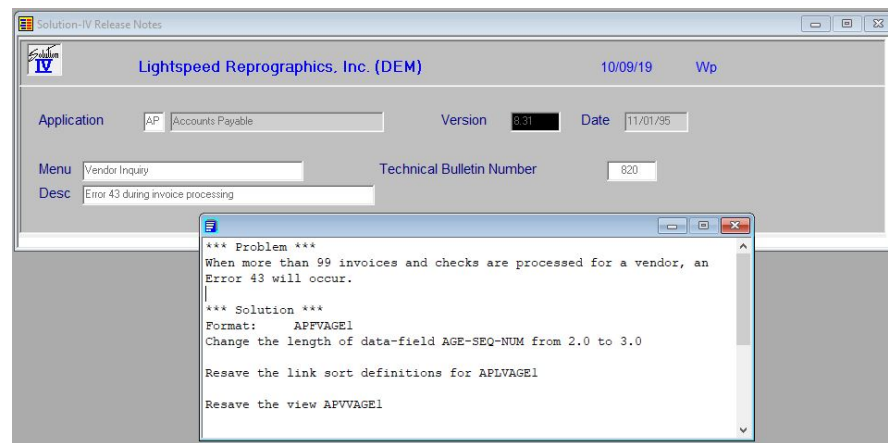 Solution-IV Release Notes
Solution
IV
Lightspeed Reprographics, Inc. (DEM) 10/09/19 Wp
Application AP Accounts Payable Version 8.31 Date 11/01/95
Menu Vendor Inquiry Technical Bulletin Number 820
Desc Error 43 during invoice processing
*** Problem ***
When more than 99 invoices and checks are processed for a vendor, an
Error 43 will occur.
*** Solution ***
Format: APFVAGE1
Change the length of data-field AGE-SEQ-NUM from 2.0 to 3.0
Resave the link sort definitions for APLVAGE1
Resave the view APVVAGE1